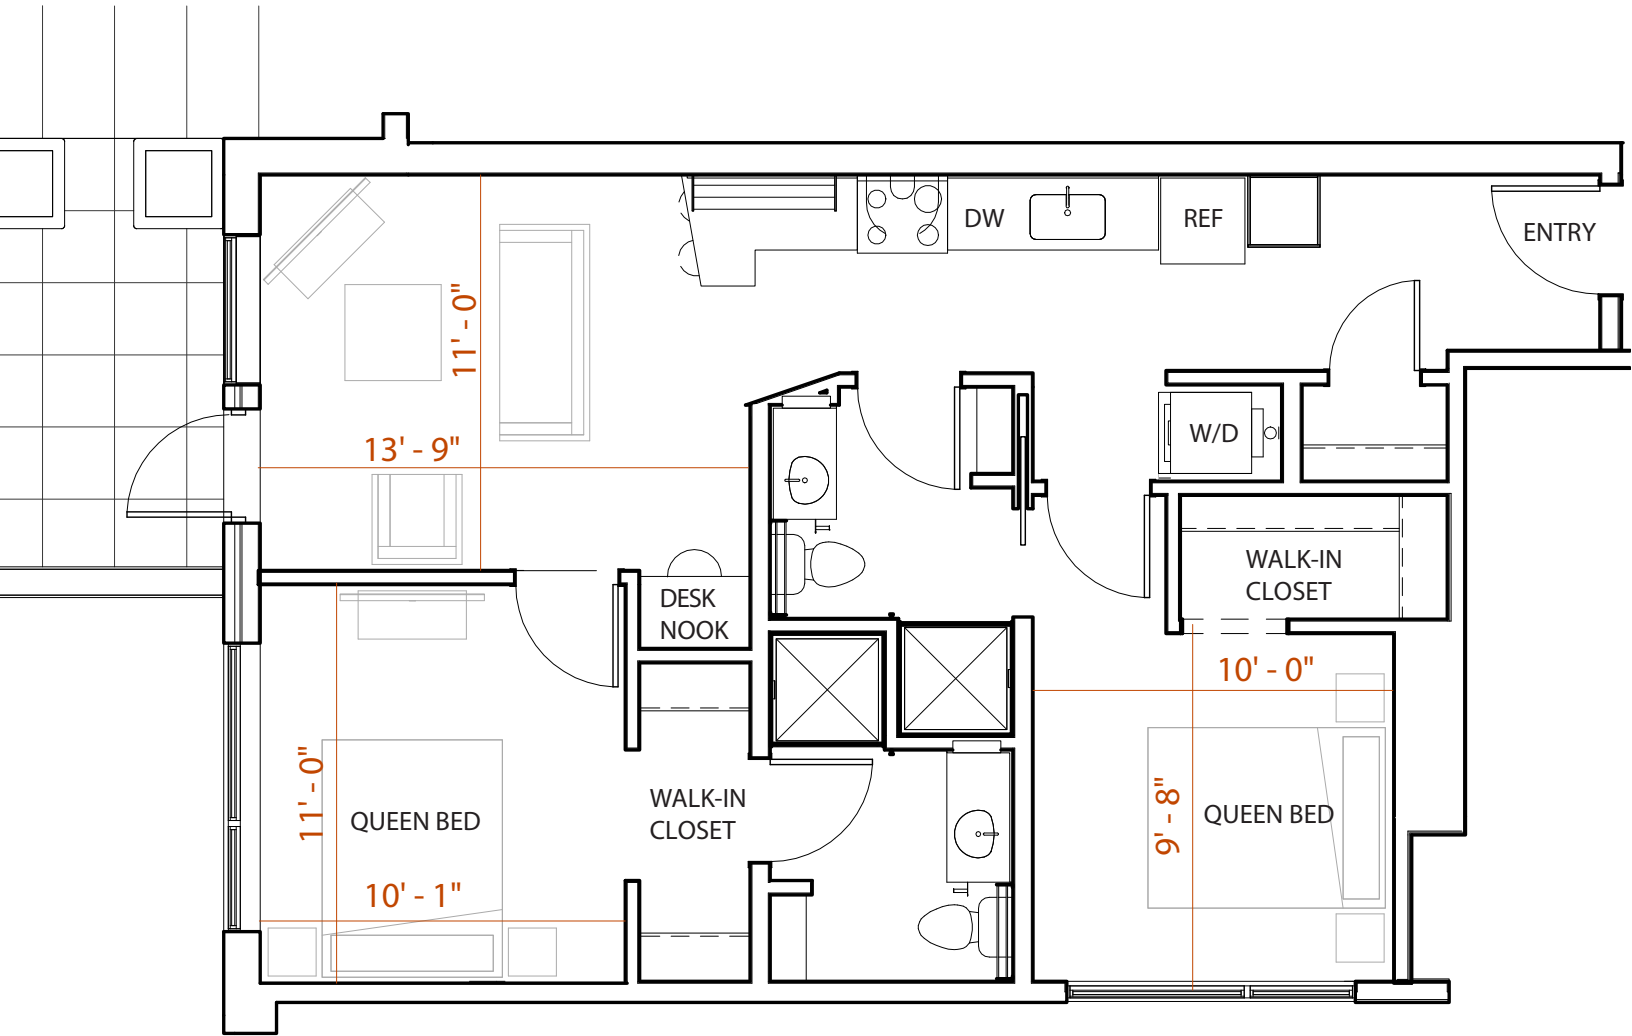 DW
REF
ENTRY
11' - 0"
13' - 9"
W/D
WALK-IN
CLOSET
DESK
NOOK
10' - 0"
11' - 0"
QUEEN BED
WALK-IN
CLOSET
9' - 8"
QUEEN BED
10' - 1"